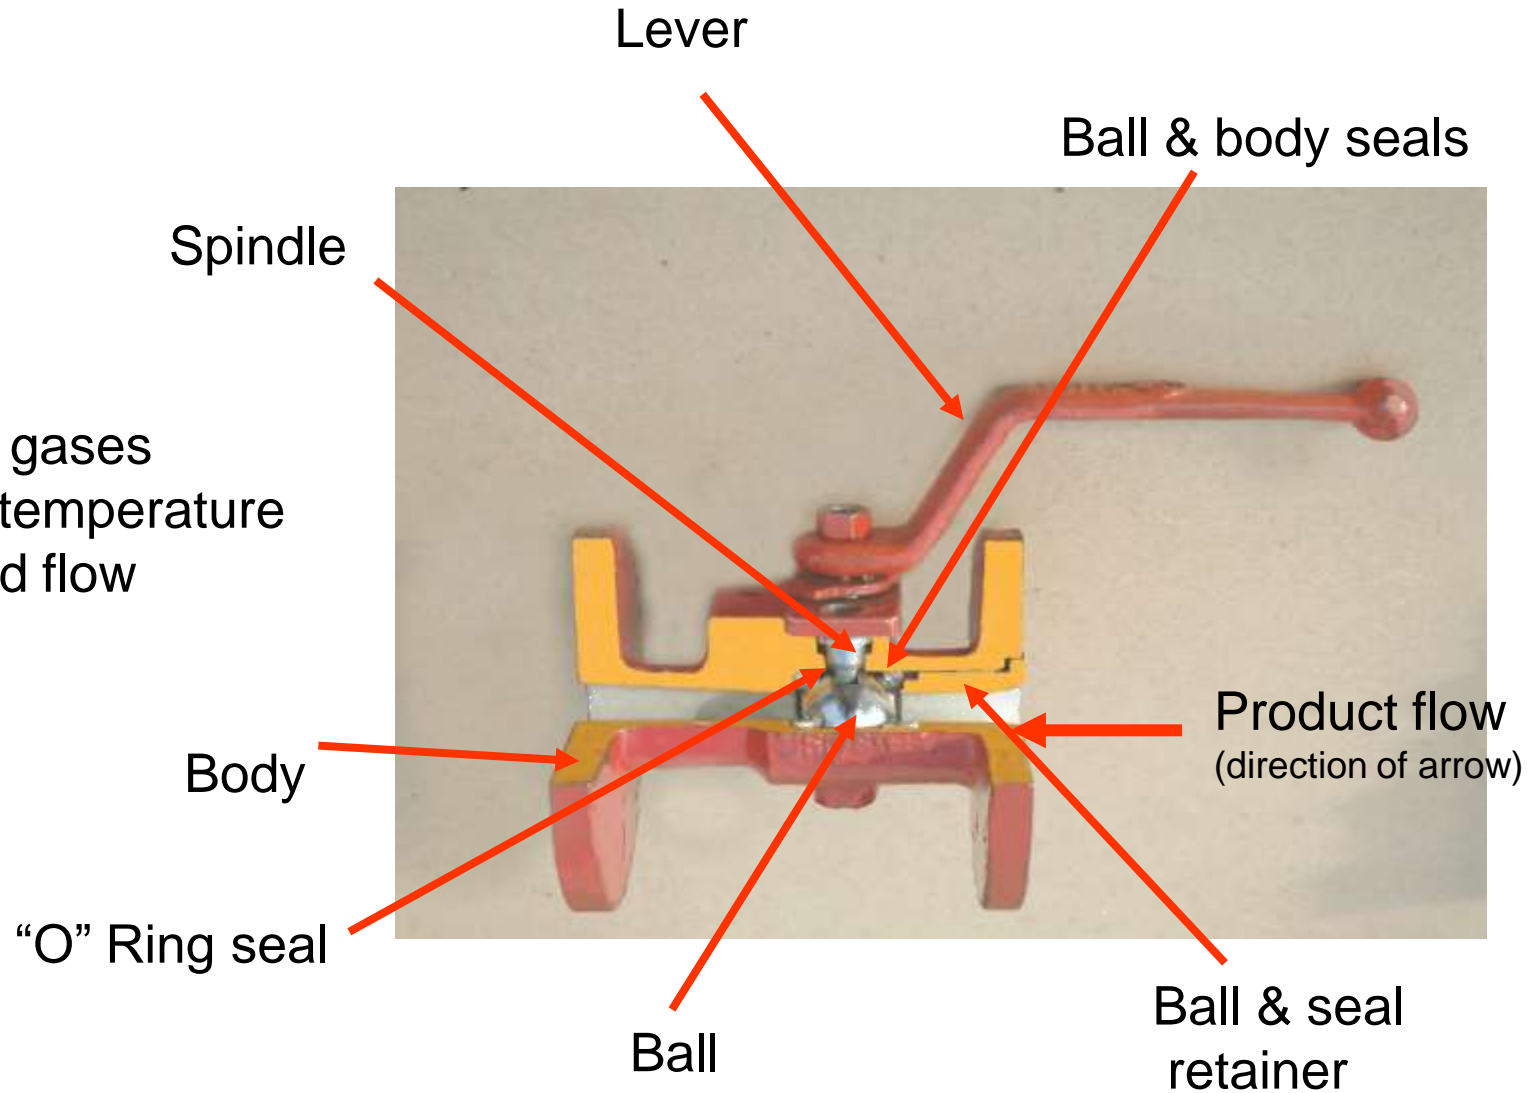 Lever
Ball & body seals
Spindle
gases
temperature
d flow
Product flow
(direction of arrow)
Body
“O” Ring seal
Ball
Ball & seal
retainer